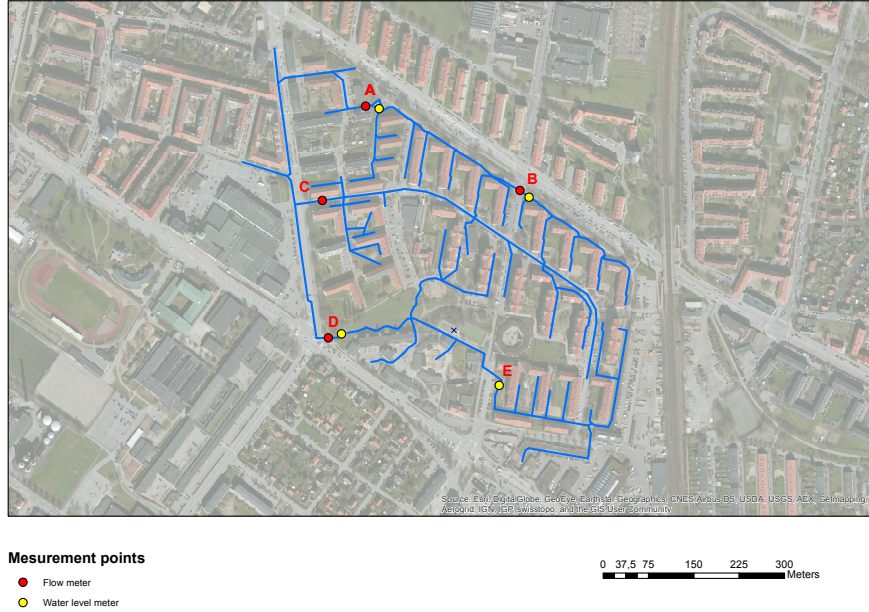 A
B
C
D
E
Source: Esri, DigitalGlobe, GeoEye, Earthstar Geographics, CNES/Airbus DS, USDA, USGS, AEX, Getmapping,
Aerogrid, IGN, IGP, swisstopo, and the GIS User Community
Mesurement points
Flow meter
Water level meter
0 37,5 75 150 225 300
Meters